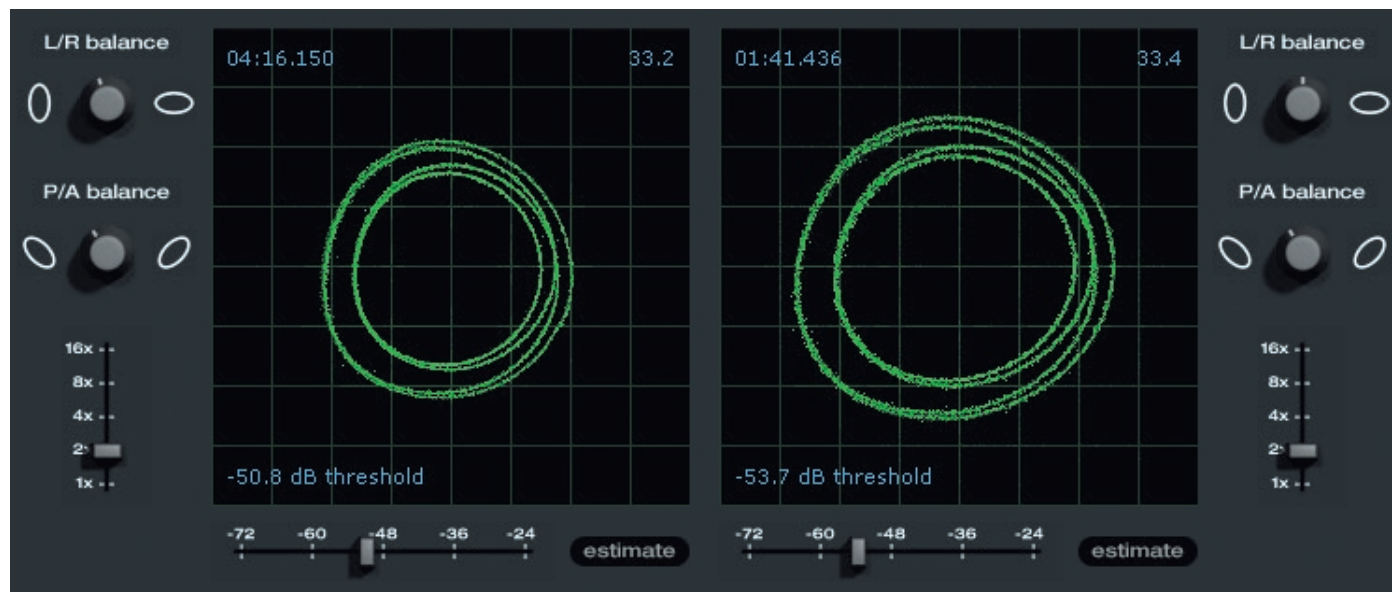 L/R balance
P/A balance
16x
8x
4x
2x
1x
04:16.150 33.2
-50.8 dB threshold
-72 -60 -48 -36 -24
estimate
01:41.436 33.4
-53.7 dB threshold
-72 -60 -48 -36 -24
estimate
L/R balance
P/A balance
16x
8x
4x
2x
1x